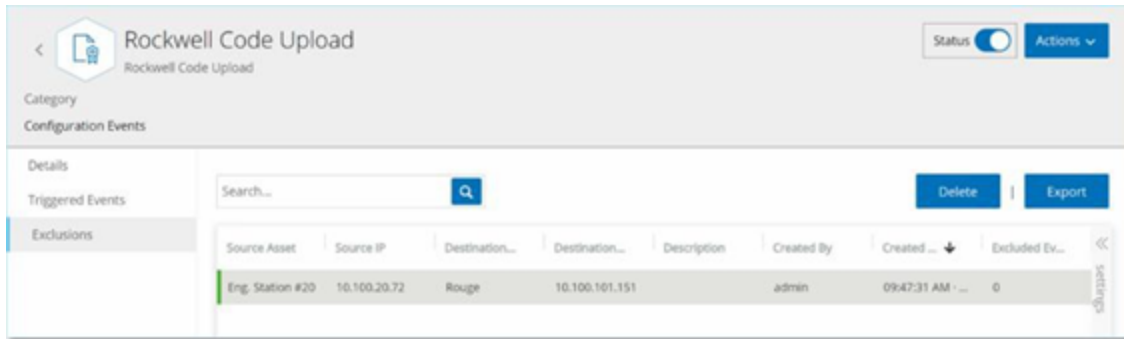 Rockwell Code Upload
Rockwell Code Upload
Status
Actions
Category
Configuration Events
Details
Triggered Events
Exclusions
Search...
Delete | Export
Source Asset Source IP Destination... Destination... Description Created By Created ... Excluded Ev...
Eng. Station #20 10.100.20.72 Rouge 10.100.101.151 admin 09:47:31 AM - ... 0
settings